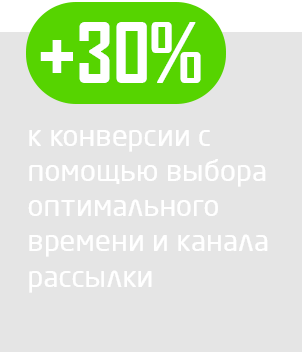 +30%
к конверсии с
помощью выбора
оптимального
времени и канала
рассылки